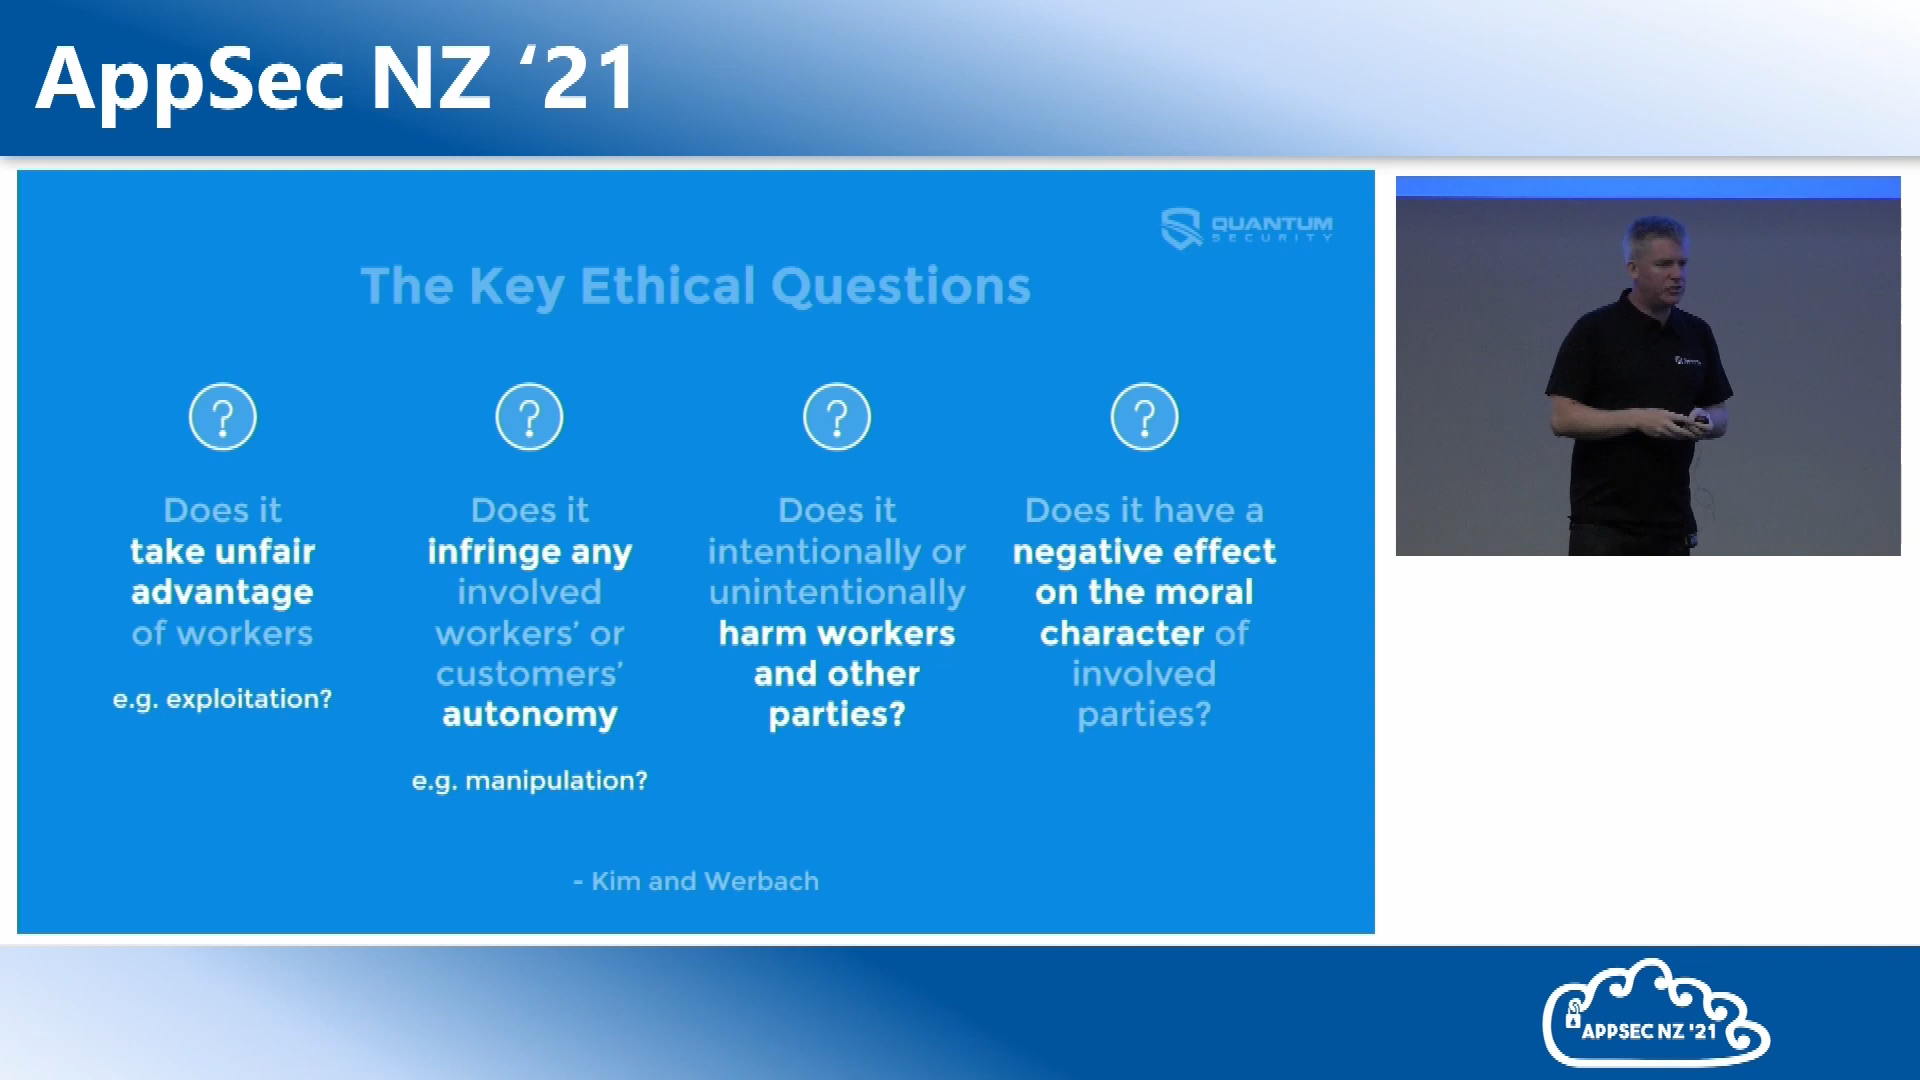 AppSec NZ ‘21
QUANTUM
SECURITY
The Key Ethical Questions
?
?
?
?
Does it
take unfair
advantage
of workers
e.g. exploitation?
Does it
infringe any
involved
workers’ or
customers’
autonomy
e.g. manipulation?
Does it
intentionally or
unintentionally
harm workers
and other
parties?
Does it have a
negative effect
on the moral
character of
involved
parties?
- Kim and Werbach
APPSEC NZ '21